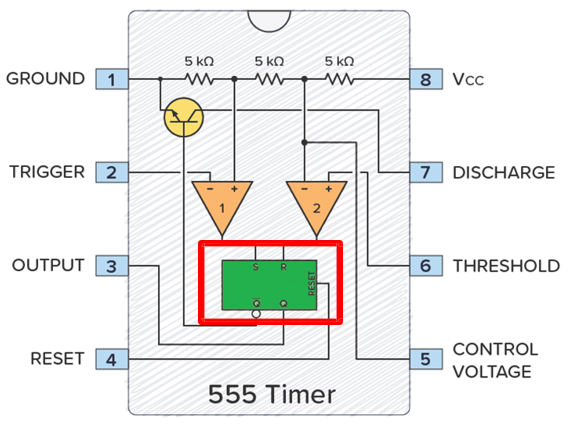 5 kΩ 5 kΩ 5 kΩ
GROUND 1
8 Vcc
TRIGGER 2
7 DISCHARGE
- +
- +
1
2
OUTPUT 3
6 THRESHOLD
S R
RESET
Q̅ Q
RESET 4
5 CONTROL
VOLTAGE
555 Timer